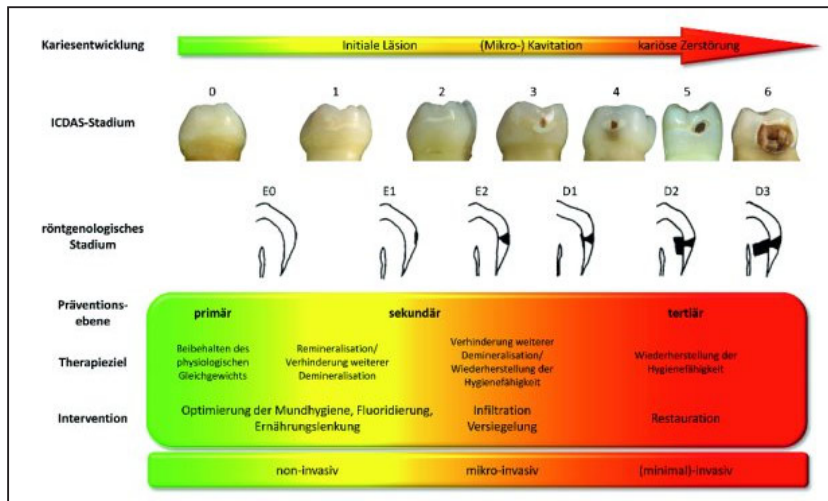 Kariesentwicklung
Initiale Läsion (Mikro-) Kavitation kariöse Zerstörung
0 1 2 3 4 5 6
ICDAS-Stadium
E0 E1 E2 D1 D2 D3
röntgenologisches
Stadium
Präventions-
ebene
primär sekundär tertiär
Therapieziel
Beibehalten des
physiologischen
Gleichgewichts
Remineralisation/
Verhinderung weiterer
Demineralisation
Verhinderung weiterer
Demineralisation/
Wiederherstellung der
Hygienefähigkeit
Wiederherstellung der
Hygienefähigkeit
Intervention
Optimierung der Mundhygiene, Fluoridierung,
Ernährungslenkung
Infiltration
Versiegelung
Restauration
non-invasiv mikro-invasiv (minimal)-invasiv